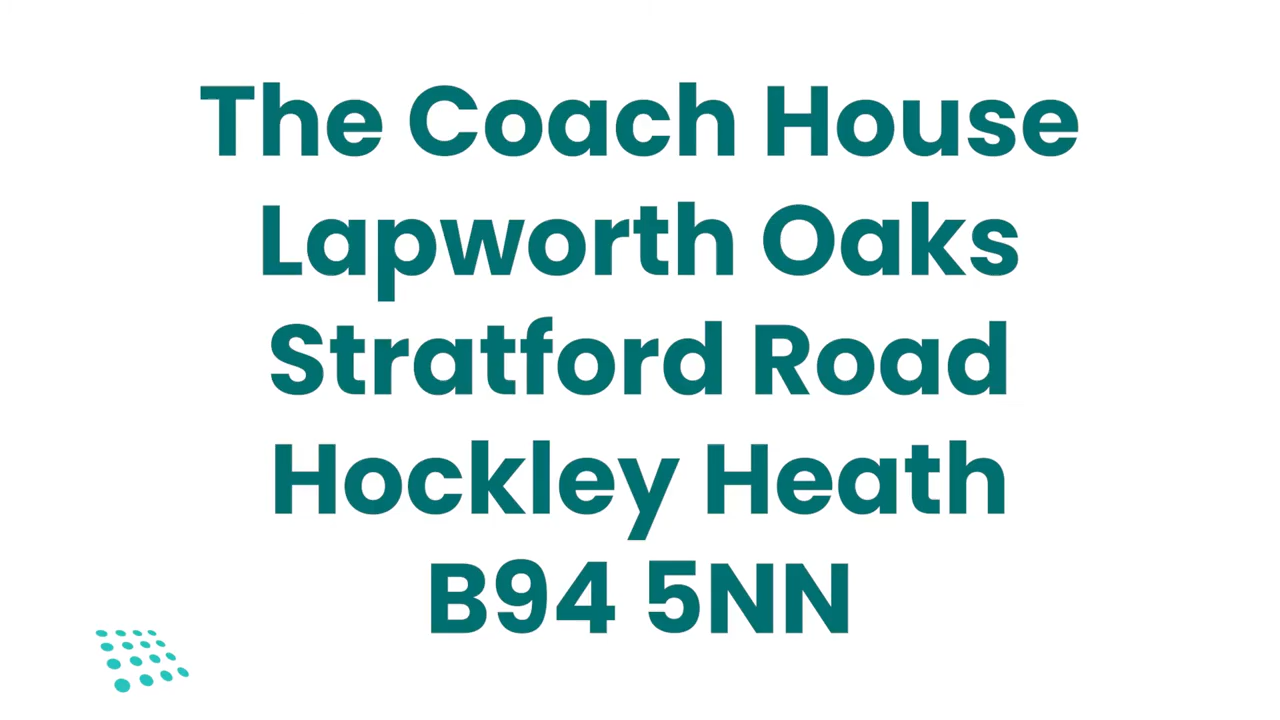 The Coach House
Lapworth Oaks
Stratford Road
Hockley Heath
B94 5NN